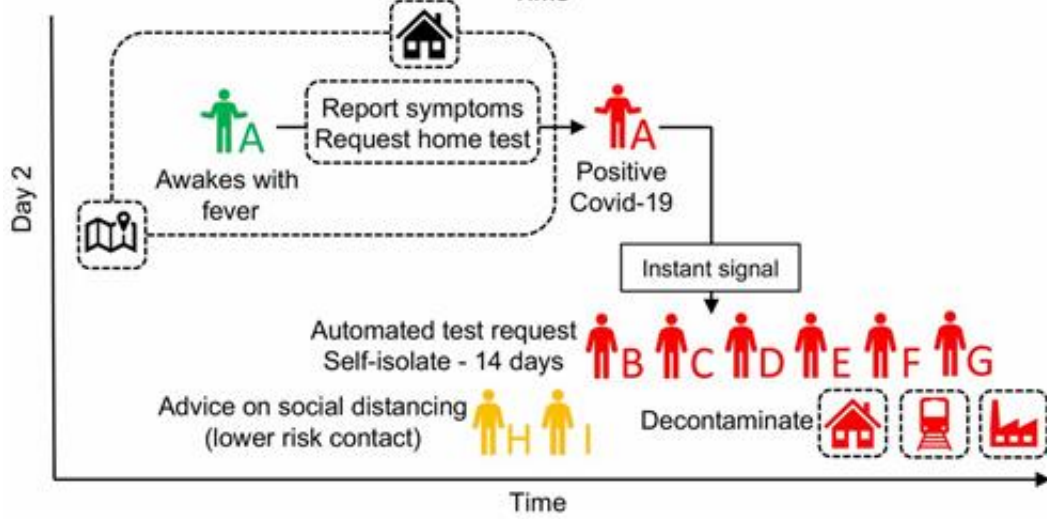 Time
Day 2
A
Report symptoms
Request home test
A
Awakes with
fever
Positive
Covid-19
Instant signal
Automated test request
Self-isolate - 14 days
B C D E F G
Advice on social distancing
(lower risk contact)
H I
Decontaminate
Time